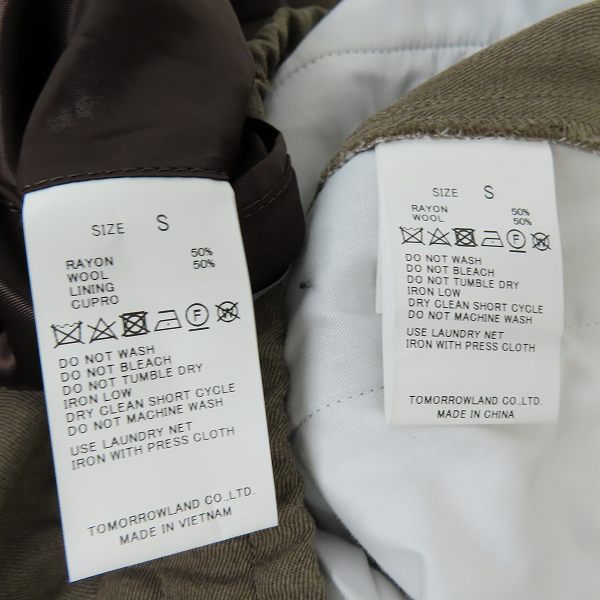 SIZE S
RAYON 50%
WOOL 50%
LINING
CUPRO
DO NOT WASH
DO NOT BLEACH
DO NOT TUMBLE DRY
IRON LOW
DRY CLEAN SHORT CYCLE
DO NOT MACHINE WASH
USE LAUNDRY NET
IRON WITH PRESS CLOTH
TOMORROWLAND CO.,LTD.
MADE IN VIETNAM
SIZE S
RAYON 50%
WOOL 50%
DO NOT WASH
DO NOT BLEACH
DO NOT TUMBLE DRY
IRON LOW
DRY CLEAN SHORT CYCLE
DO NOT MACHINE WASH
USE LAUNDRY NET
IRON WITH PRESS CLOTH
TOMORROWLAND CO.,LTD.
MADE IN CHINA